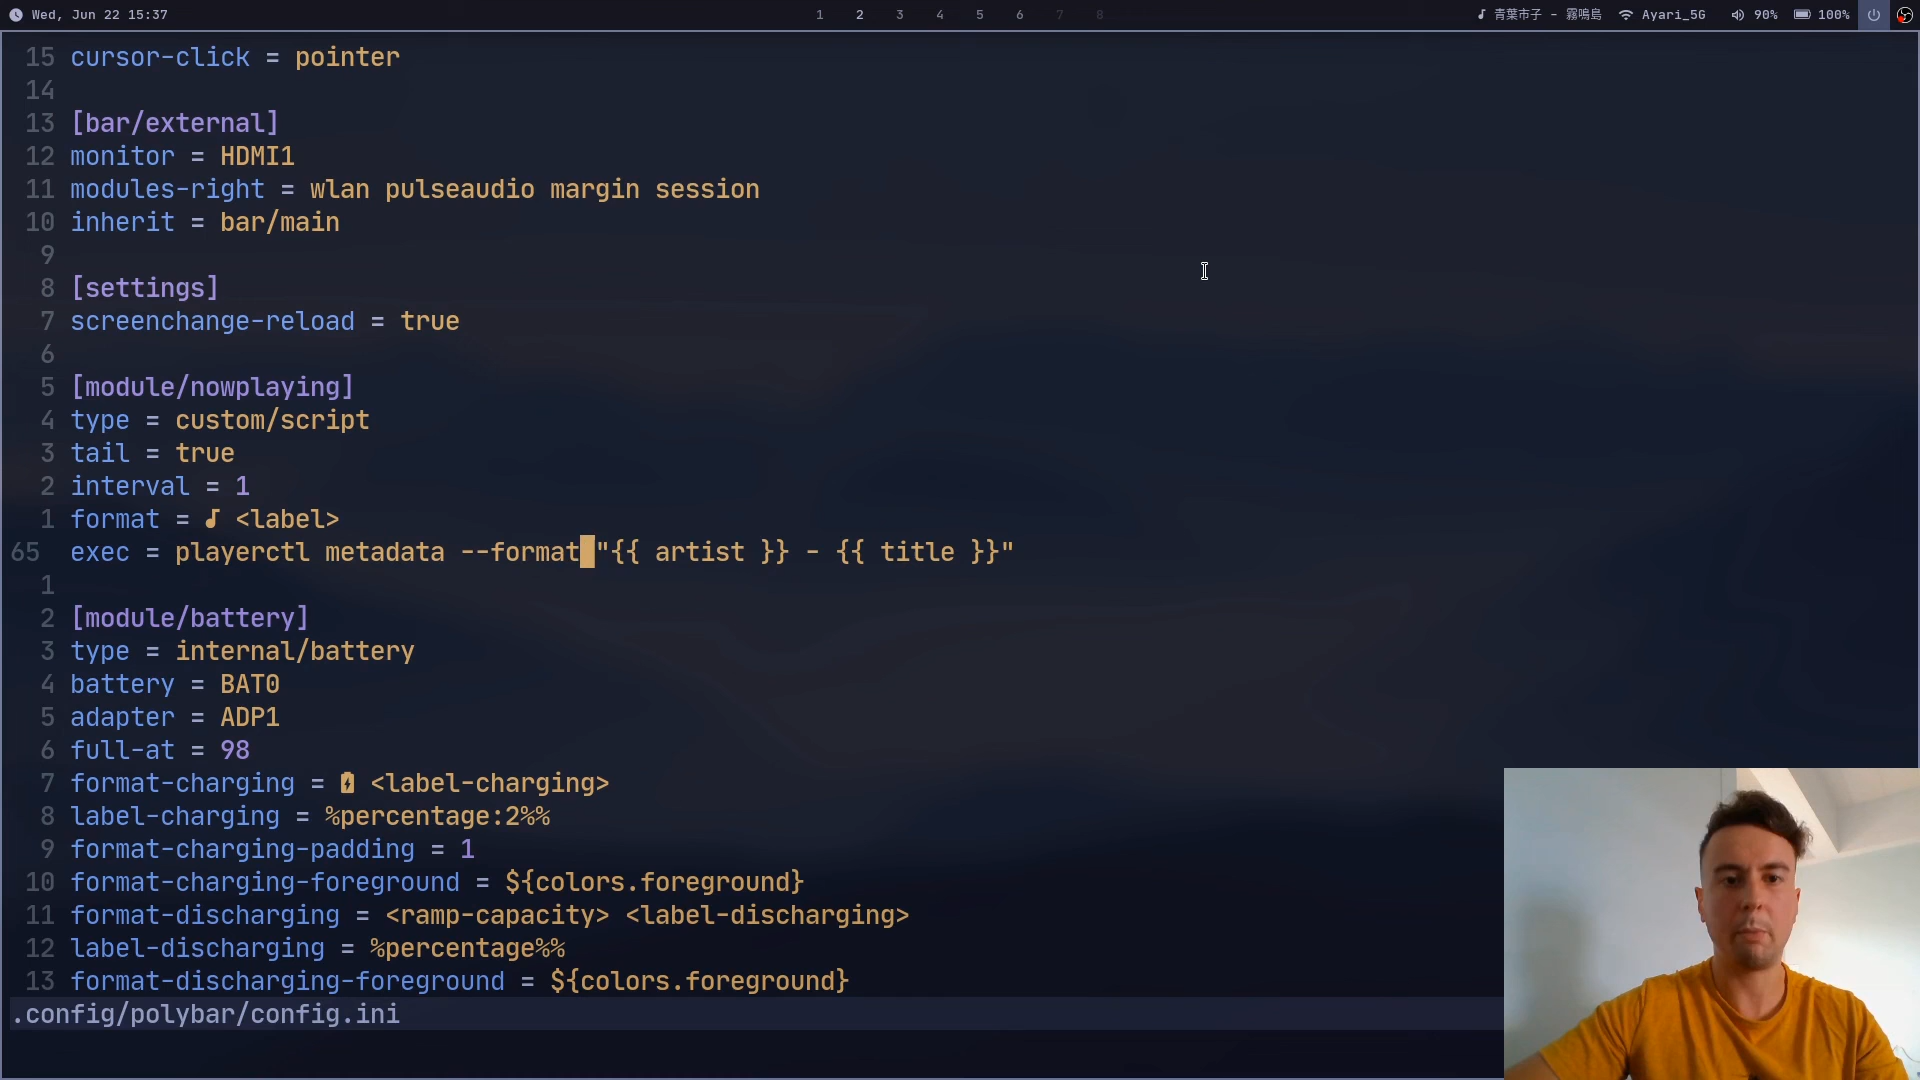 Wed, Jun 22 15:37 1 2 3 4 5 6 7 8 青葉市子 - 霧鳴島 Ayari_5G 90% 100%
15 cursor-click = pointer
14
13 [bar/external]
12 monitor = HDMI1
11 modules-right = wlan pulseaudio margin session
10 inherit = bar/main
9
8 [settings]
7 screenchange-reload = true
6
5 [module/nowplaying]
4 type = custom/script
3 tail = true
2 interval = 1
1 format = <label>
65 exec = playerctl metadata --format "{{ artist }} - {{ title }}"
1
2 [module/battery]
3 type = internal/battery
4 battery = BAT0
5 adapter = ADP1
6 full-at = 98
7 format-charging = <label-charging>
8 label-charging = %percentage:2%%
9 format-charging-padding = 1
10 format-charging-foreground = ${colors.foreground}
11 format-discharging = <ramp-capacity> <label-discharging>
12 label-discharging = %percentage%%
13 format-discharging-foreground = ${colors.foreground}
.config/polybar/config.ini